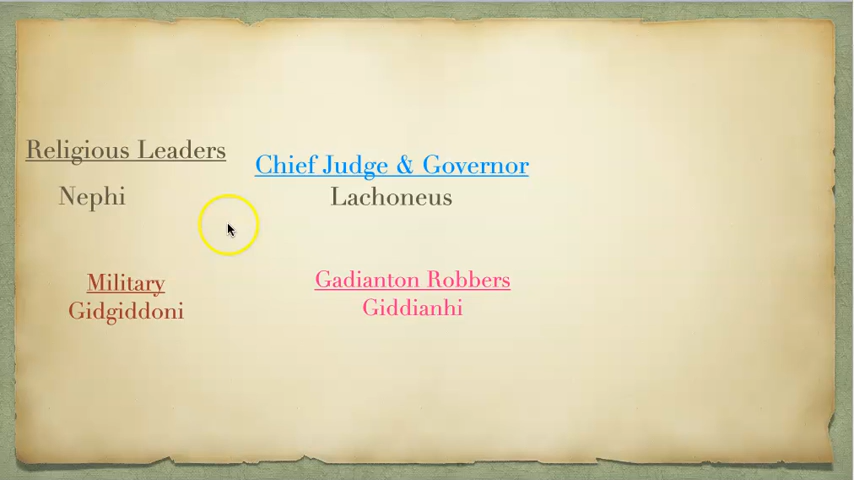 Religious Leaders
Nephi
Chief Judge & Governor
Lachoneus
Military
Gidgiddoni
Gadianton Robbers
Giddianhi